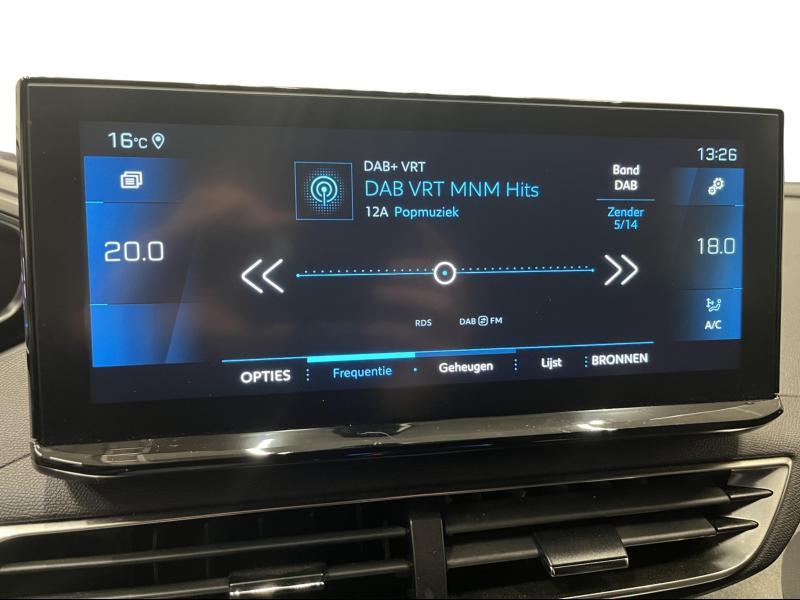 16°C
13:26
DAB+ VRT
DAB VRT MNM Hits
12A Popmuziek
Band
DAB
Zender
5/14
20.0
18.0
RDS
DAB FM
A/C
OPTIES
Frequentie
Geheugen
Lijst
BRONNEN